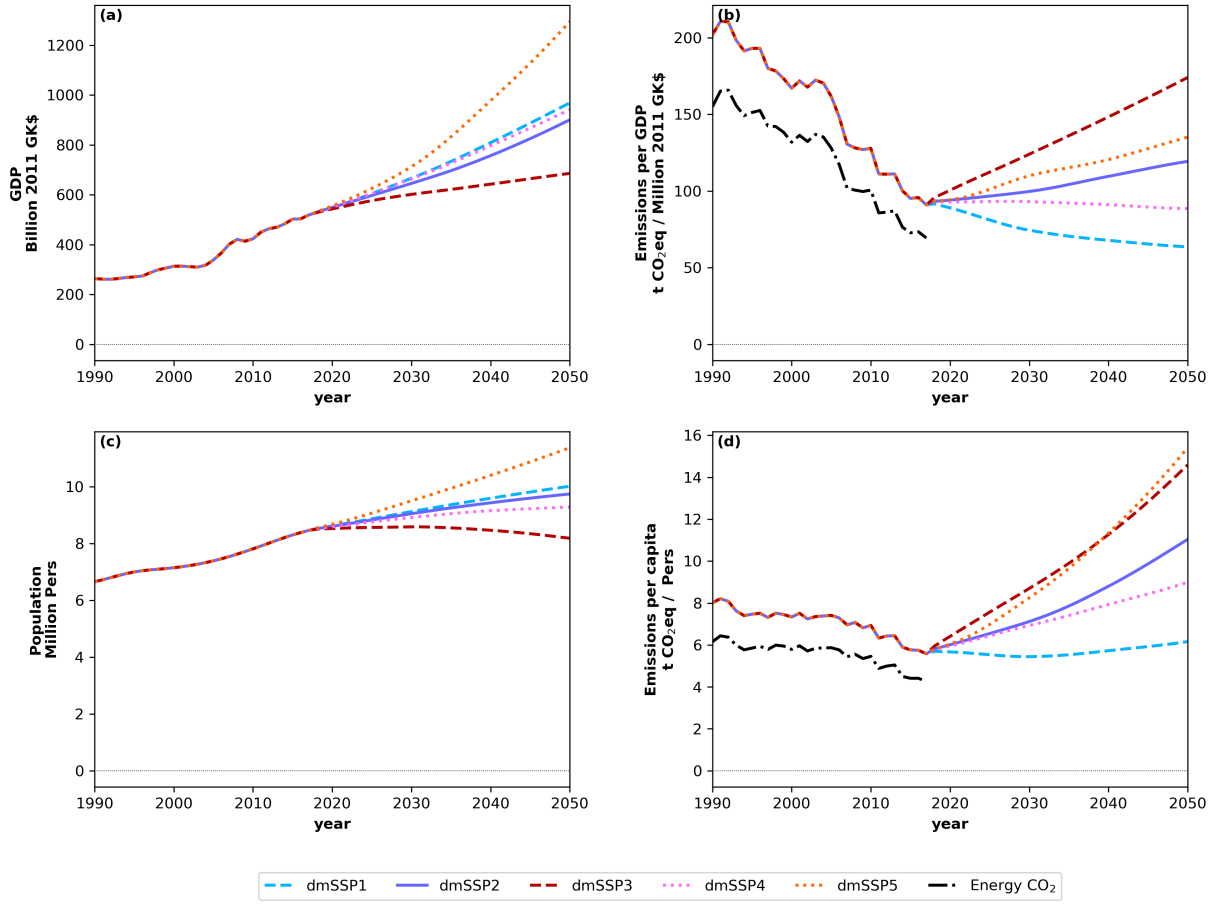 (a)
GDP
Billion 2011 GK$
1200
1000
800
600
400
200
0
1990 2000 2010 2020 2030 2040 2050
year
(b)
Emissions per GDP
t CO₂eq / Million 2011 GK$
200
150
100
50
0
1990 2000 2010 2020 2030 2040 2050
year
(c)
Population
Million Pers
10
8
6
4
2
0
1990 2000 2010 2020 2030 2040 2050
year
(d)
Emissions per capita
t CO₂eq / Pers
16
14
12
10
8
6
4
2
0
1990 2000 2010 2020 2030 2040 2050
year
dmSSP1 dmSSP2 dmSSP3 dmSSP4 dmSSP5 Energy CO₂